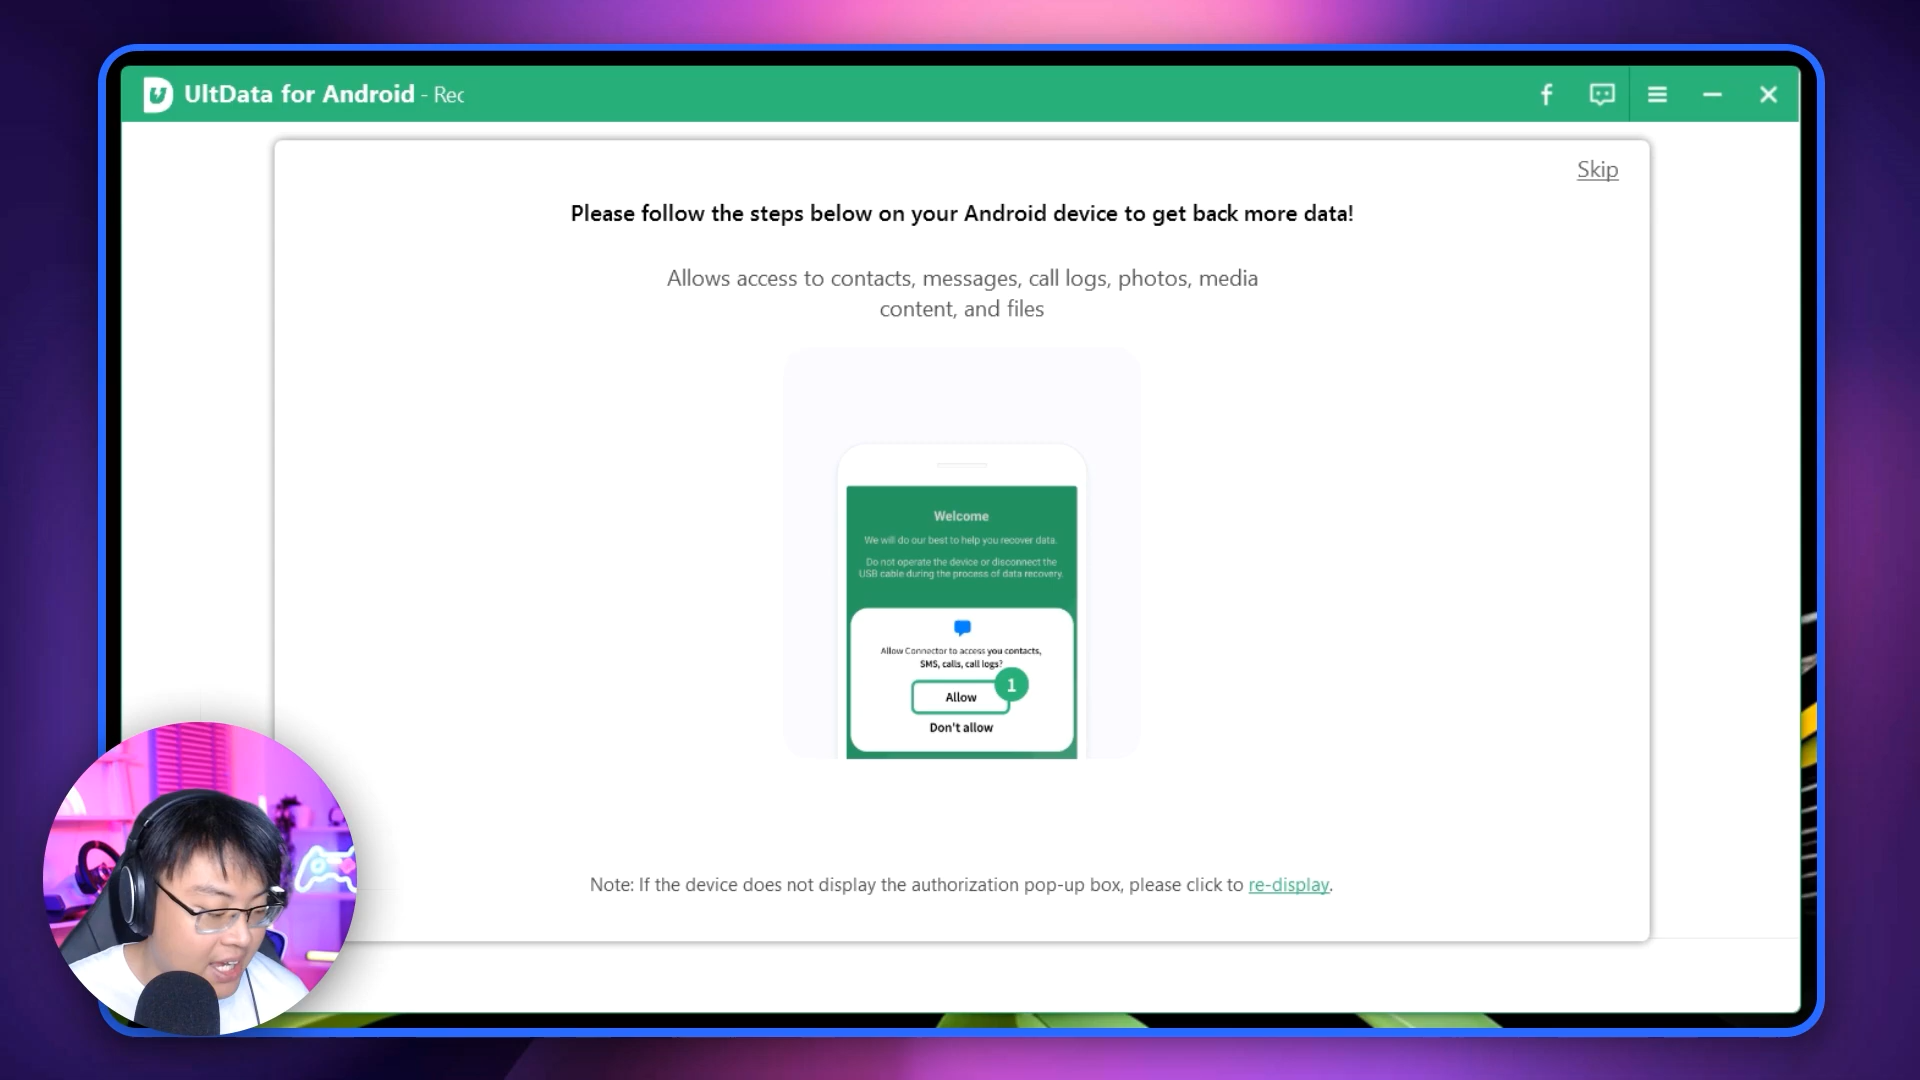 UltData for Android - Rec
Skip
Please follow the steps below on your Android device to get back more data!
Allows access to contacts, messages, call logs, photos, media
content, and files
Welcome
We will do our best to help you recover data.
Do not operate the device or disconnect the
USB cable during the process of data recovery.
Allow Connector to access you contacts,
SMS, calls, call logs?
Allow
1
Don't allow
Note: If the device does not display the authorization pop-up box, please click to re-display.